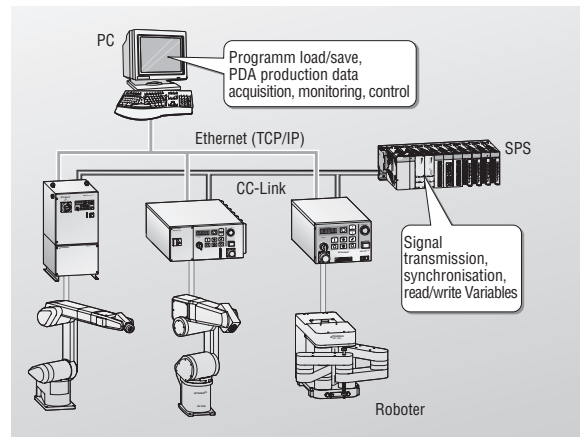 PC
Programm load/save,
PDA production data
acquisition, monitoring, control
Ethernet (TCP/IP)
SPS
CC-Link
Signal
transmission,
synchronisation,
read/write Variables
Roboter